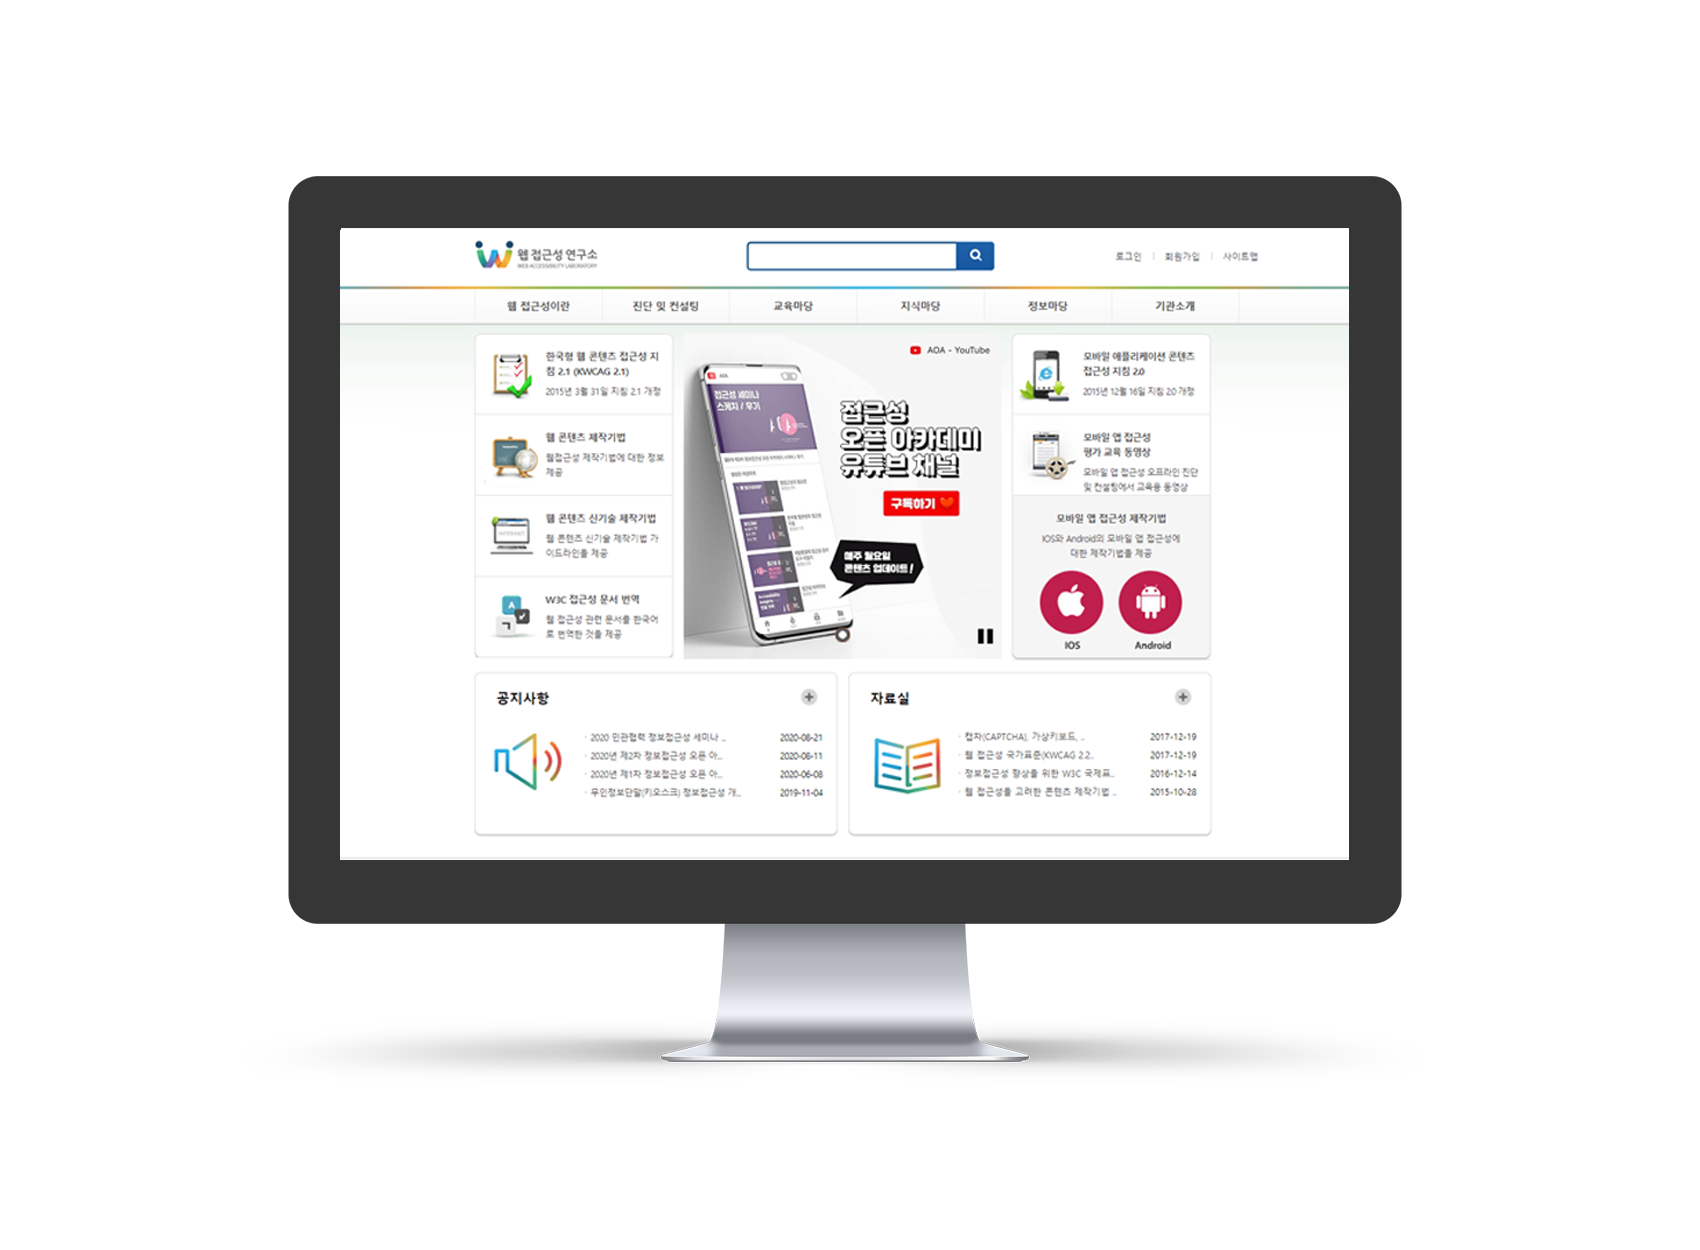 웹 접근성 연구소
WEB ACCESSIBILITY LABORATORY
로그인
회원가입
사이트맵
웹 접근성이란
진단 및 컨설팅
교육마당
지식마당
정보마당
기관소개
한국형 웹 콘텐츠 접근성 지
침 2.1 (KWCAG 2.1)
2015년 3월 31일 지침 2.1 개정
웹 콘텐츠 제작기법
웹접근성 제작기법에 대한 정보
제공
웹 콘텐츠 신기술 제작기법
웹 콘텐츠 신기술 제작기법 가
이드라인을 제공
W3C 접근성 문서 번역
웹 접근성 관련 문서를 한국어
로 번역한 것을 제공
AOA - YouTube
AOA
접근성 세미나
스케치 / 후기
접근성
오픈 아카데미
유튜브 채널
구독하기
매주 월요일
콘텐츠 업데이트!
모바일 애플리케이션 콘텐츠
접근성 지침 2.0
2015년 12월 16일 지침 2.0 개정
모바일 앱 접근성
평가 교육 동영상
모바일 앱 접근성 오프라인 진단
및 컨설팅에서 교육용 동영상
모바일 앱 접근성 제작기법
IOS와 Android의 모바일 앱 접근성에
대한 제작기법을 제공
IOS
Android
공지사항
· 2020 민관협력 정보접근성 세미나 ... 2020-08-21
· 2020년 제2차 정보접근성 오픈 아... 2020-08-11
· 2020년 제1차 정보접근성 오픈 아... 2020-06-08
· 무인정보단말(키오스크) 정보접근성 개... 2019-11-04
자료실
· 캡차(CAPTCHA), 가상키보드, ... 2017-12-19
· 웹 접근성 국가표준(KWCAG 2.2... 2017-12-19
· 정보접근성 향상을 위한 W3C 국제표... 2016-12-14
· 웹 접근성을 고려한 콘텐츠 제작기법 ... 2015-10-28